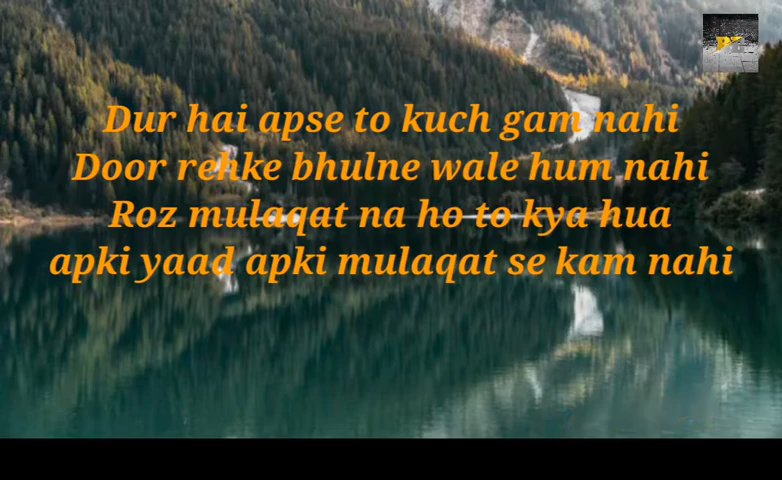 Dur hai apse to kuch gam nahi
Door rehke bhulne wale hum nahi
Roz mulaqat na ho to kya hua
apki yaad apki mulaqat se kam nahi